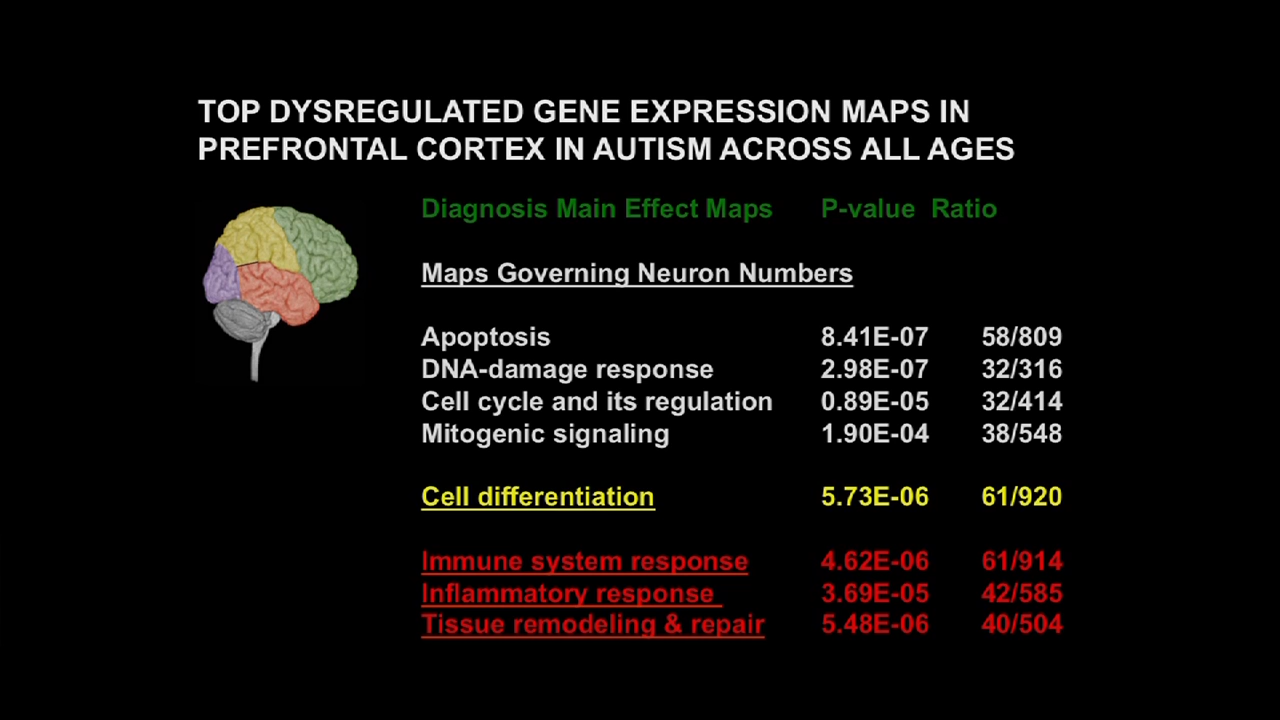 TOP DYSREGULATED GENE EXPRESSION MAPS IN
PREFRONTAL CORTEX IN AUTISM ACROSS ALL AGES
Diagnosis Main Effect Maps P-value Ratio
Maps Governing Neuron Numbers
Apoptosis 8.41E-07 58/809
DNA-damage response 2.98E-07 32/316
Cell cycle and its regulation 0.89E-05 32/414
Mitogenic signaling 1.90E-04 38/548
Cell differentiation 5.73E-06 61/920
Immune system response 4.62E-06 61/914
Inflammatory response 3.69E-05 42/585
Tissue remodeling & repair 5.48E-06 40/504